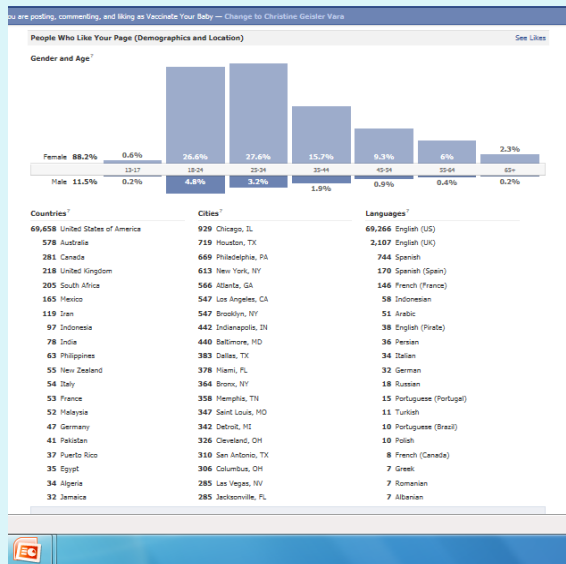 ou are posting, commenting, and liking as Vaccinate Your Baby — Change to Christine Geisler Vara
People Who Like Your Page (Demographics and Location) See Likes
Gender and Age?
Female 88.2% 0.6% 26.6% 27.6% 15.7% 9.3% 6% 2.3%
13-17 18-24 25-34 35-44 45-54 55-64 65+
Male 11.5% 0.2% 4.8% 3.2% 1.9% 0.9% 0.4% 0.2%
Countries? Cities? Languages?
69,658 United States of America 929 Chicago, IL 69,266 English (US)
578 Australia 719 Houston, TX 2,107 English (UK)
281 Canada 669 Philadelphia, PA 744 Spanish
218 United Kingdom 613 New York, NY 170 Spanish (Spain)
205 South Africa 566 Atlanta, GA 146 French (France)
165 Mexico 547 Los Angeles, CA 58 Indonesian
119 Iran 547 Brooklyn, NY 51 Arabic
97 Indonesia 442 Indianapolis, IN 38 English (Pirate)
78 India 440 Baltimore, MD 36 Persian
63 Philippines 383 Dallas, TX 34 Italian
55 New Zealand 378 Miami, FL 32 German
54 Italy 364 Bronx, NY 18 Russian
53 France 358 Memphis, TN 15 Portuguese (Portugal)
52 Malaysia 347 Saint Louis, MO 11 Turkish
47 Germany 342 Detroit, MI 10 Portuguese (Brazil)
41 Pakistan 326 Cleveland, OH 10 Polish
37 Puerto Rico 310 San Antonio, TX 8 French (Canada)
35 Egypt 306 Columbus, OH 7 Greek
34 Algeria 285 Las Vegas, NV 7 Romanian
32 Jamaica 285 Jacksonville, FL 7 Albanian